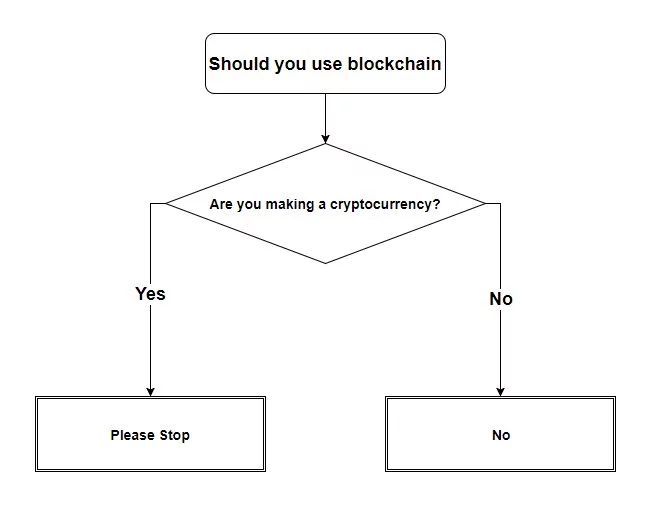 Should you use blockchain
Are you making a cryptocurrency?
Yes
No
Please Stop
No